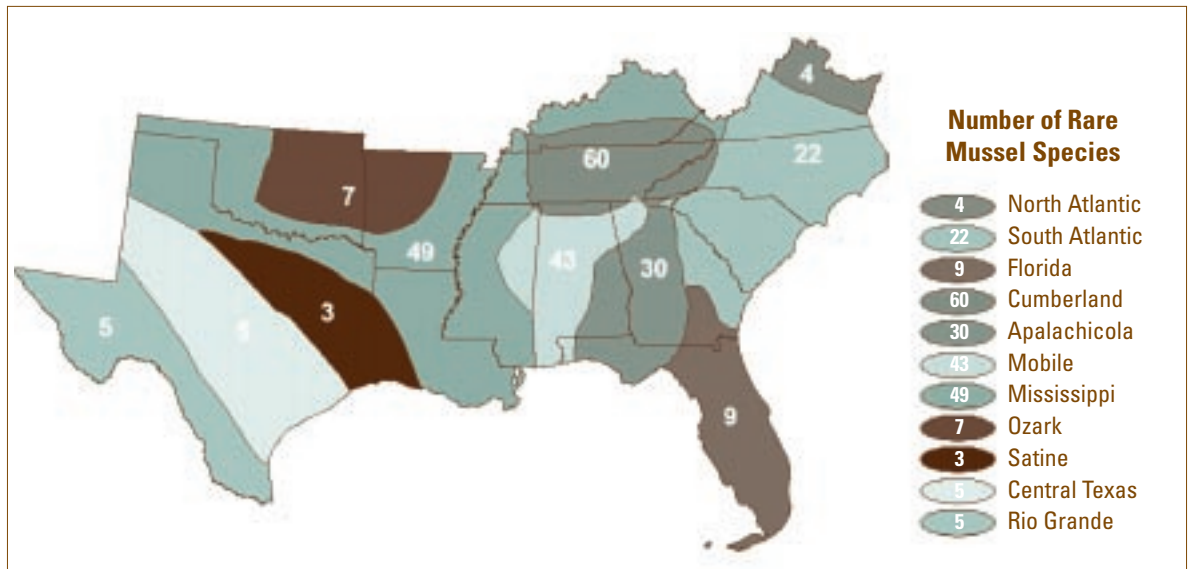 4
60
22
7
49
43
30
3
5
5
9
Number of Rare
Mussel Species
4 North Atlantic
22 South Atlantic
9 Florida
60 Cumberland
30 Apalachicola
43 Mobile
49 Mississippi
7 Ozark
3 Satine
5 Central Texas
5 Rio Grande